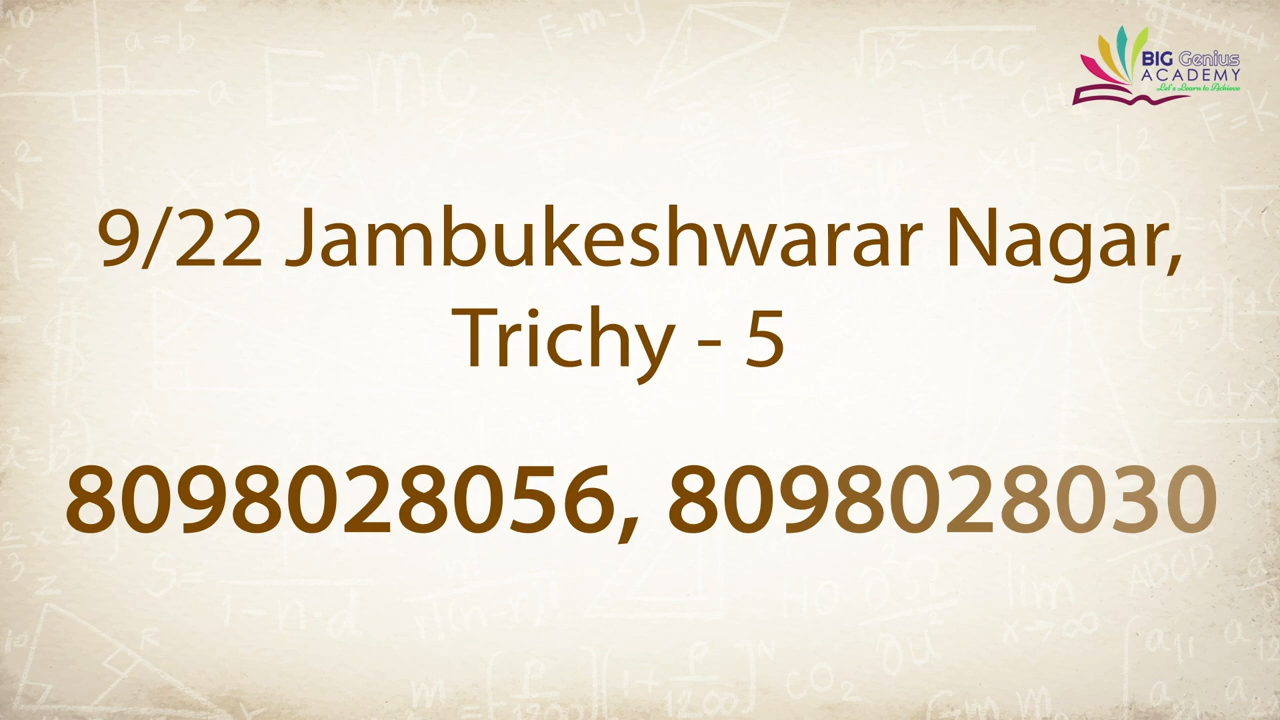 BIG Genius
ACADEMY
Let's Learn to Achieve
9/22 Jambukeshwarar Nagar,
Trichy - 5
8098028056, 8098028030